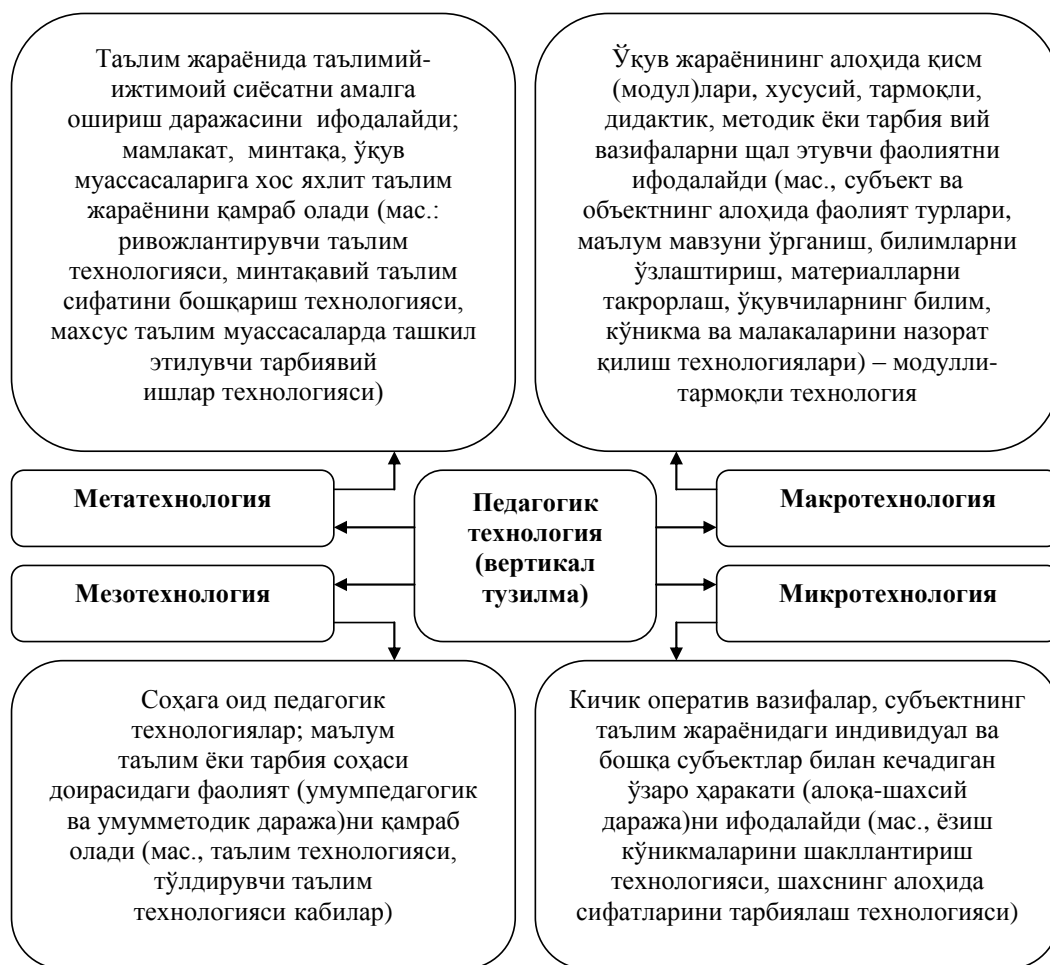 Таълим жараёнида таълимий-
ижтимоий сиёсатни амалга
ошириш даражасини ифодалайди;
мамлакат, минтақа, ўқув
муассасаларига хос яхлит таълим
жараёнини қамраб олади (мас.:
ривожлантирувчи таълим
технологияси, минтақавий таълим
сифатини бошқариш технологияси,
махсус таълим муассасаларда ташкил
этилувчи тарбиявий
ишлар технологияси)
Ўқув жараёнининг алоҳида қисм
(модул)лари, хусусий, тармоқли,
дидактик, методик ёки тарбия вий
вазифаларни щал этувчи фаолиятни
ифодалайди (мас., субъект ва
объектнинг алоҳида фаолият турлари,
маълум мавзуни ўрганиш, билимларни
ўзлаштириш, материалларни
такрорлаш, ўқувчиларнинг билим,
кўникма ва малакаларини назорат
қилиш технологиялари) – модулли-
тармоқли технология
Метатехнология
Педагогик
технология
(вертикал
тузилма)
Макротехнология
Мезотехнология
Микротехнология
Соҳага оид педагогик
технологиялар; маълум
таълим ёки тарбия соҳаси
доирасидаги фаолият (умумпедагогик
ва умумметодик даража)ни қамраб
олади (мас., таълим технологияси,
тўлдирувчи таълим
технологияси кабилар)
Кичик оператив вазифалар, субъектнинг
таълим жараёнидаги индивидуал ва
бошқа субъектлар билан кечадиган
ўзаро ҳаракати (алоқа-шахсий
даража)ни ифодалайди (мас., ёзиш
кўникмаларини шакллантириш
технологияси, шахснинг алоҳида
сифатларини тарбиялаш технологияси)